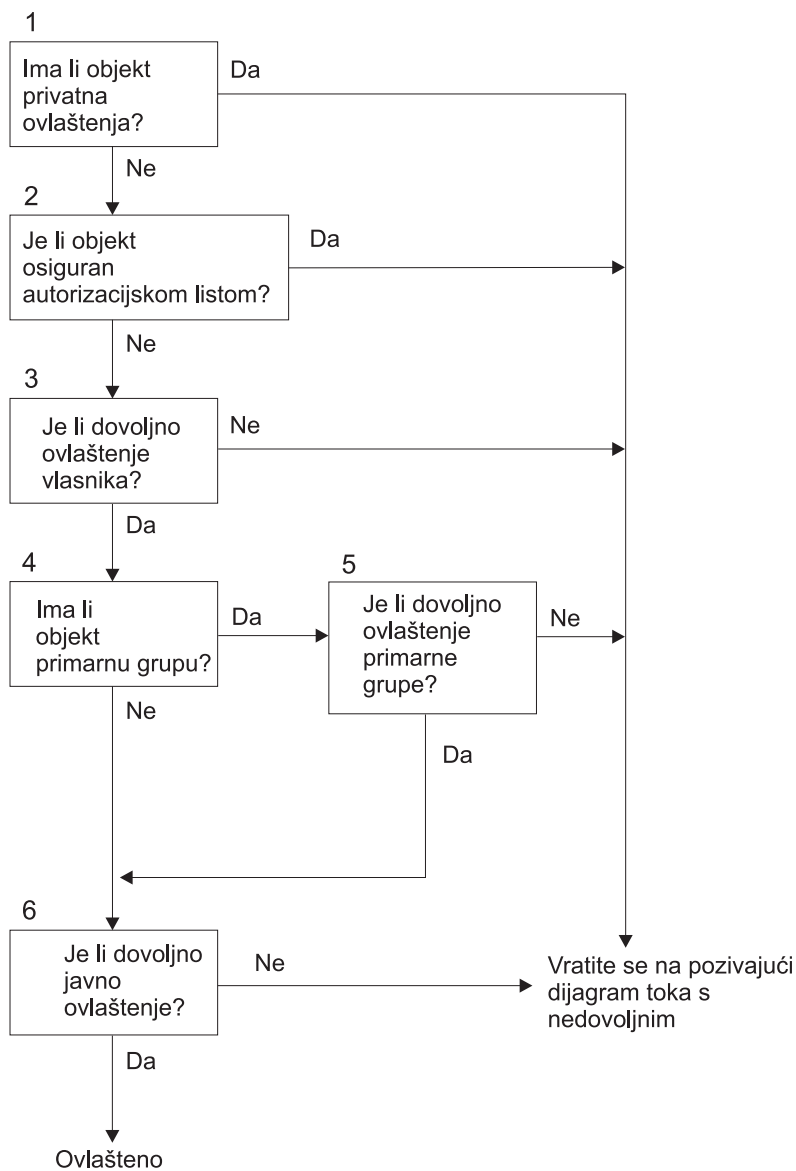 1
Ima li objekt
privatna
ovlaštenja?
Da
Ne
2
Je li objekt
osiguran
autorizacijskom listom?
Da
Ne
3
Je li dovoljno
ovlaštenje
vlasnika?
Ne
Da
4
Ima li
objekt
primarnu grupu?
Da
Ne
5
Je li dovoljno
ovlaštenje
primarne
grupe?
Ne
Da
6
Je li dovoljno
javno
ovlaštenje?
Ne
Da
Vratite se na pozivajući
dijagram toka s
nedovoljnim
Ovlašteno